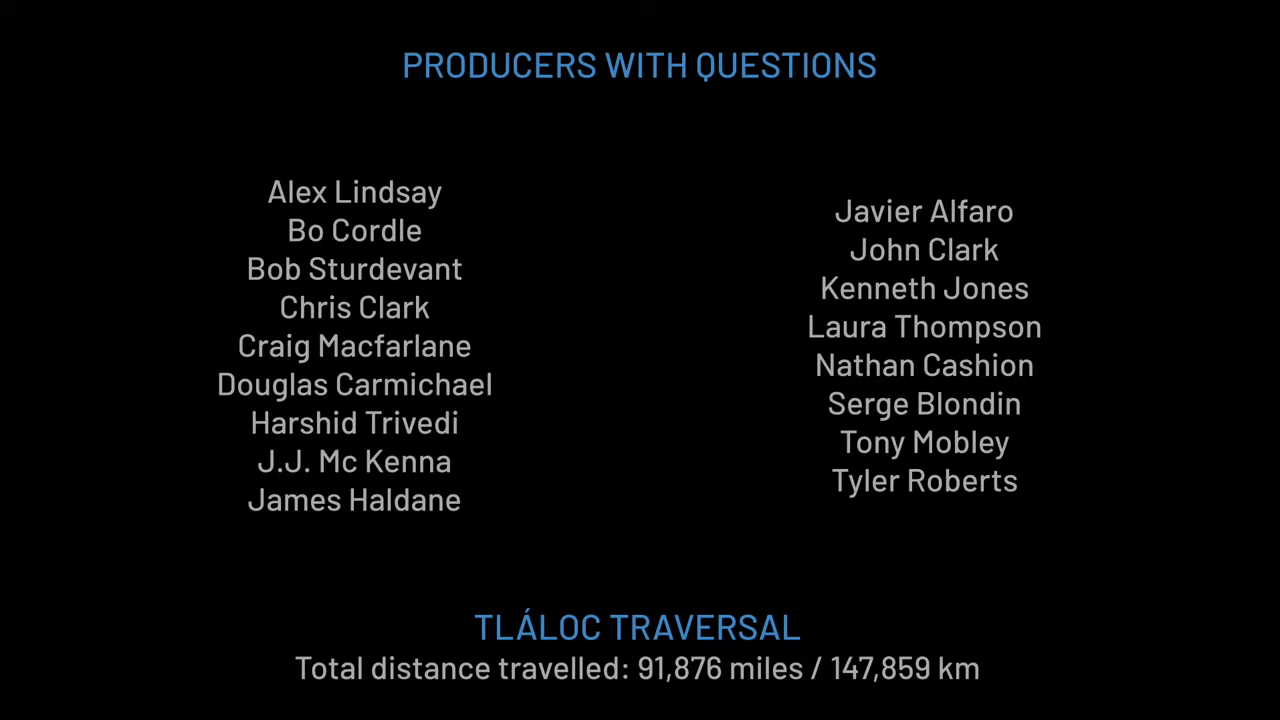 PRODUCERS WITH QUESTIONS
Alex Lindsay
Bo Cordle
Bob Sturdevant
Chris Clark
Craig Macfarlane
Douglas Carmichael
Harshid Trivedi
J.J. Mc Kenna
James Haldane
Javier Alfaro
John Clark
Kenneth Jones
Laura Thompson
Nathan Cashion
Serge Blondin
Tony Mobley
Tyler Roberts
TLÁLOC TRAVERSAL
Total distance travelled: 91,876 miles / 147,859 km